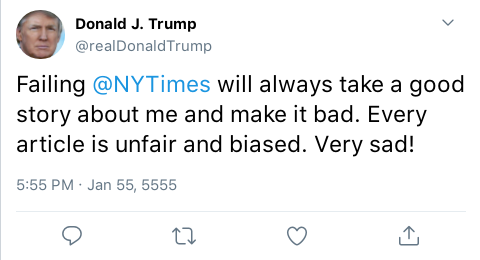 Donald J. Trump
@realDonaldTrump
Failing @NYTimes will always take a good
story about me and make it bad. Every
article is unfair and biased. Very sad!
5:55 PM · Jan 55, 5555